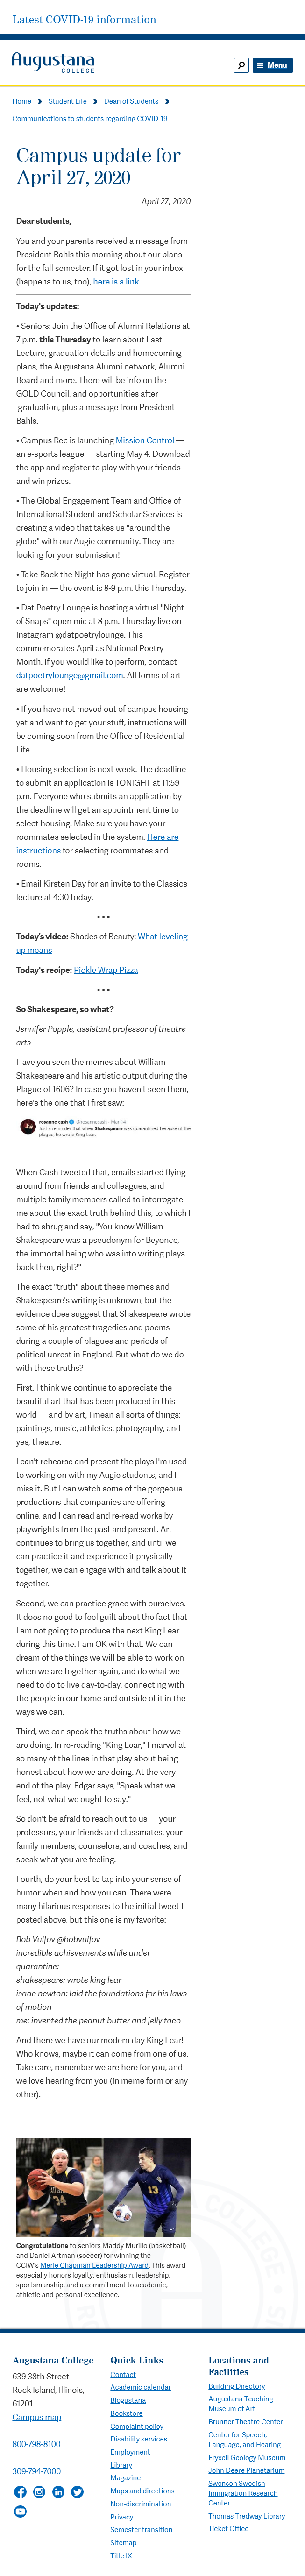 Latest COVID-19 information
Augustana
COLLEGE
Menu
Home
Student Life
Dean of Students
Communications to students regarding COVID-19
Campus update for
April 27, 2020
April 27, 2020
Dear students,
You and your parents received a message from
President Bahls this morning about our plans
for the fall semester. If it got lost in your inbox
(happens to us, too), here is a link.
Today's updates:
• Seniors: Join the Office of Alumni Relations at
7 p.m. this Thursday to learn about Last
Lecture, graduation details and homecoming
plans, the Augustana Alumni network, Alumni
Board and more. There will be info on the
GOLD Council, and opportunities after
graduation, plus a message from President
Bahls.
• Campus Rec is launching Mission Control —
an e-sports league — starting May 4. Download
the app and register to play with your friends
and win prizes.
• The Global Engagement Team and Office of
International Student and Scholar Services is
creating a video that takes us "around the
globe" with our Augie community. They are
looking for your submission!
• Take Back the Night has gone virtual. Register
to join in — the event is 8-9 p.m. this Thursday.
• Dat Poetry Lounge is hosting a virtual "Night
of Snaps" open mic at 8 p.m. Thursday live on
Instagram @datpoetrylounge. This
commemorates April as National Poetry
Month. If you would like to perform, contact
datpoetrylounge@gmail.com. All forms of art
are welcome!
• If you have not moved out of campus housing
yet and want to get your stuff, instructions will
be coming soon from the Office of Residential
Life.
• Housing selection is next week. The deadline
to submit an application is TONIGHT at 11:59
p.m. Everyone who submits an application by
the deadline will get an appointment time to
select housing. Make sure you have your
roommates selected in the system. Here are
instructions for selecting roommates and
rooms.
• Email Kirsten Day for an invite to the Classics
lecture at 4:30 today.
• • •
Today's video: Shades of Beauty: What leveling
up means
Today's recipe: Pickle Wrap Pizza
• • •
So Shakespeare, so what?
Jennifer Popple, assistant professor of theatre
arts
Have you seen the memes about William
Shakespeare and his artistic output during the
Plague of 1606? In case you haven't seen them,
here's the one that I first saw:
rosanne cash @rosannecash · Mar 14
Just a reminder that when Shakespeare was quarantined because of the
plague, he wrote King Lear.
When Cash tweeted that, emails started flying
around from friends and colleagues, and
multiple family members called to interrogate
me about the exact truth behind this, to which I
had to shrug and say, "You know William
Shakespeare was a pseudonym for Beyonce,
the immortal being who was into writing plays
back then, right?"
The exact "truth" about these memes and
Shakespeare's writing is unknown, but the
evidence does suggest that Shakespeare wrote
some of his greatest tragedies and poems
during a couple of plagues and periods of
political unrest in England. But what do we do
with these truths?
First, I think we continue to appreciate the
beautiful art that has been produced in this
world — and by art, I mean all sorts of things:
paintings, music, athletics, photography, and
yes, theatre.
I can't rehearse and present the plays I'm used
to working on with my Augie students, and I
miss it. But I can seek out some of the great
productions that companies are offering
online, and I can read and re-work works by
playwrights from the past and present. Art
continues to bring us together, and until we
can practice it and experience it physically
together, we can engage with and talk about it
together.
Second, we can practice grace with ourselves.
It does no good to feel guilt about the fact that
I am not going to produce the next King Lear
during this time. I am OK with that. We can
dream of the things we will be able to work on
when we are together again, and do what we
need to do to live day-to-day, connecting with
the people in our home and outside of it in the
ways we can.
Third, we can speak the truths about how we
are doing. In re-reading "King Lear," I marvel at
so many of the lines in that play about being
honest about how we are doing. At the very
end of the play, Edgar says, "Speak what we
feel, not what we ought to say."
So don't be afraid to reach out to us — your
professors, your friends and classmates, your
family members, counselors, and coaches, and
speak what you are feeling.
Fourth, do your best to tap into your sense of
humor when and how you can. There were
many hilarious responses to the initial tweet I
posted above, but this one is my favorite:
Bob Vulfov @bobvulfov
incredible achievements while under
quarantine:
shakespeare: wrote king lear
isaac newton: laid the foundations for his laws
of motion
me: invented the peanut butter and jelly taco
And there we have our modern day King Lear!
Who knows, maybe it can come from one of us.
Take care, remember we are here for you, and
we love hearing from you (in meme form or any
other).
Congratulations to seniors Maddy Murillo (basketball)
and Daniel Artman (soccer) for winning the
CCIW's Merle Chapman Leadership Award. This award
especially honors loyalty, enthusiasm, leadership,
sportsmanship, and a commitment to academic,
athletic and personal excellence.
Augustana College
639 38th Street
Rock Island, Illinois,
61201
Campus map
800-798-8100
309-794-7000
Quick Links
Contact
Academic calendar
Blogustana
Bookstore
Complaint policy
Disability services
Employment
Library
Magazine
Maps and directions
Non-discrimination
Privacy
Semester transition
Sitemap
Title IX
Locations and
Facilities
Building Directory
Augustana Teaching
Museum of Art
Brunner Theatre Center
Center for Speech,
Language, and Hearing
Fryxell Geology Museum
John Deere Planetarium
Swenson Swedish
Immigration Research
Center
Thomas Tredway Library
Ticket Office